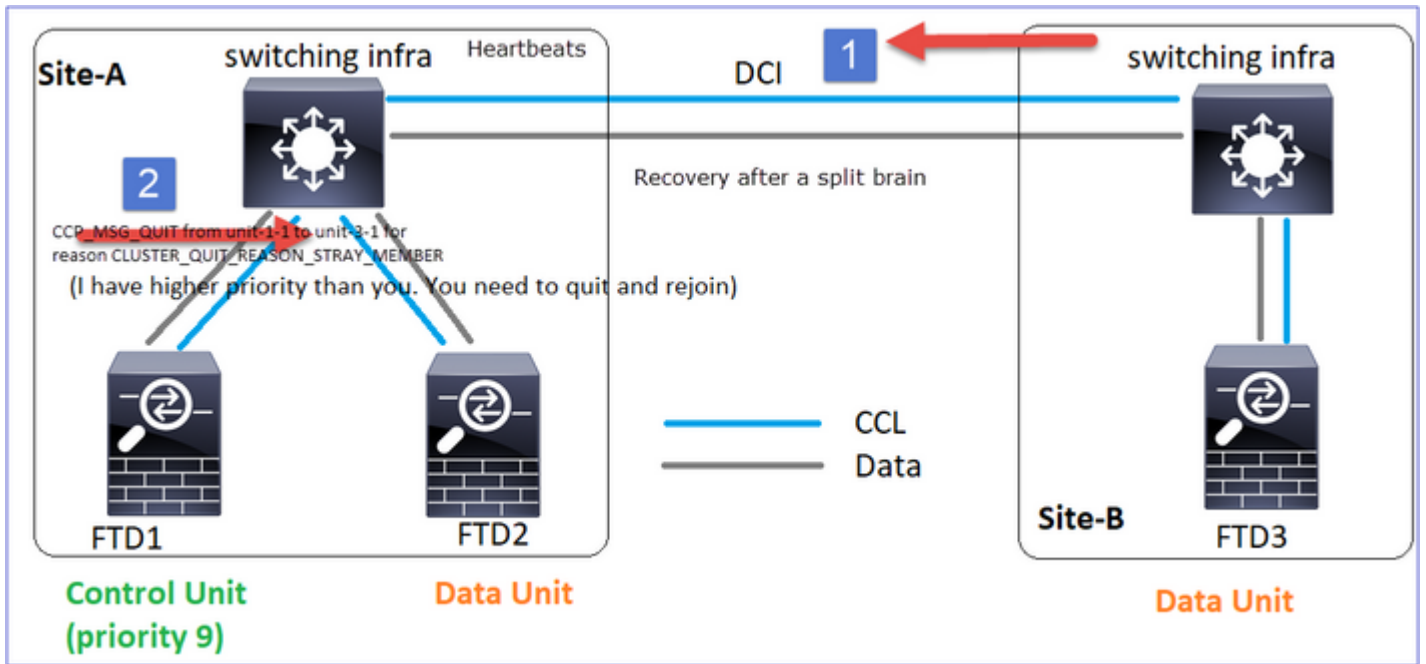 Site-A
switching infra
Heartbeats
DCI
1
switching infra
2
Recovery after a split brain
CCP_MSG_QUIT from unit-1-1 to unit-3-1 for
reason CLUSTER_QUIT_REASON_STRAY_MEMBER
(I have higher priority than you. You need to quit and rejoin)
CCL
Data
FTD1
FTD2
Site-B
FTD3
Control Unit
(priority 9)
Data Unit
Data Unit